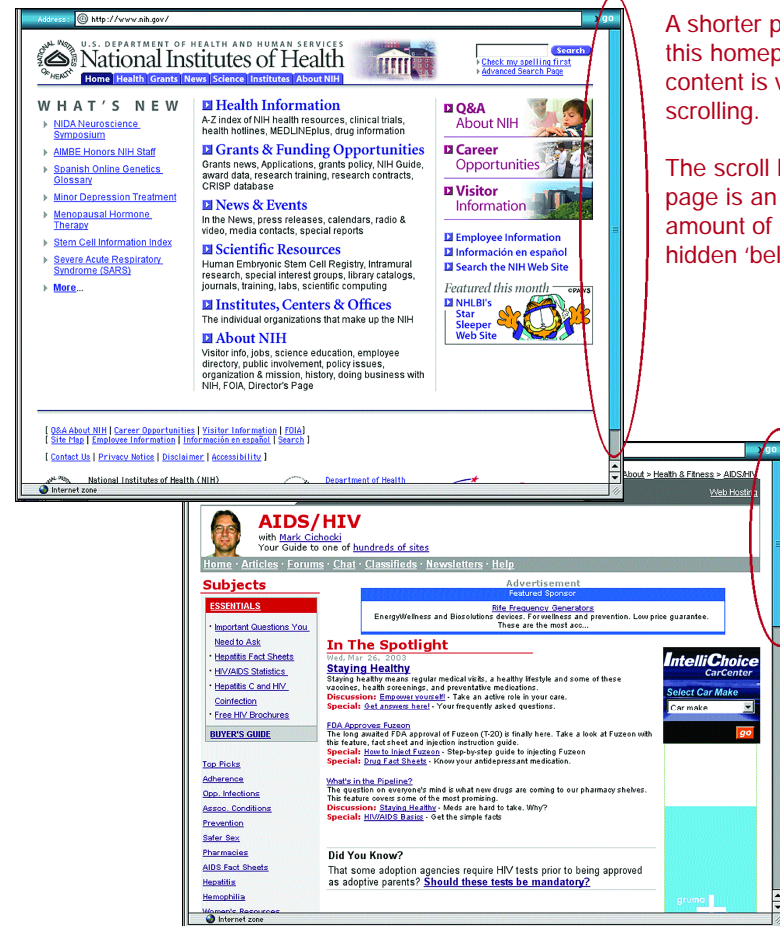 Address: http://www.nih.gov/
go
NATIONAL INSTITUTES OF HEALTH
U.S. DEPARTMENT OF HEALTH AND HUMAN SERVICES
National Institutes of Health
Home Health Grants News Science Institutes About NIH
Search
Check my spelling first
Advanced Search Page
WHAT'S NEW
NIDA Neuroscience
Symposium
AIMBE Honors NIH Staff
Spanish Online Genetics
Glossary
Minor Depression Treatment
Menopausal Hormone
Therapy
Stem Cell Information Index
Severe Acute Respiratory
Syndrome (SARS)
More...
Health Information
A-Z index of NIH health resources, clinical trials,
health hotlines, MEDLINEplus, drug information
Grants & Funding Opportunities
Grants news, Applications, grants policy, NIH Guide,
award data, research training, research contracts,
CRISP database
News & Events
In the News, press releases, calendars, radio &
video, media contacts, special reports
Scientific Resources
Human Embryonic Stem Cell Registry, Intramural
research, special interest groups, library catalogs,
journals, training, labs, scientific computing
Institutes, Centers & Offices
The individual organizations that make up the NIH
About NIH
Visitor info, jobs, science education, employee
directory, public involvement, policy issues,
organization & mission, history, doing business with
NIH, FOIA, Director's Page
Q&A
About NIH
Career
Opportunities
Visitor
Information
Employee Information
Información en español
Search the NIH Web Site
Featured this month
©PAWS
NHLBI's
Star
Sleeper
Web Site
[ Q&A About NIH | Career Opportunities | Visitor Information | FOIA]
[ Site Map | Employee Information | Información en español | Search ]
[ Contact Us | Privacy Notice | Disclaimer | Accessibility ]
National Institutes of Health (NIH)
Department of Health
Internet zone
A shorter p
this homep
content is v
scrolling.
The scroll
page is an
amount of
hidden 'bel
go
About > Health & Fitness > AIDS/HIV
Web Hosting
AIDS/HIV
with Mark Cichocki
Your Guide to one of hundreds of sites
Home · Articles · Forums · Chat · Classifieds · Newsletters · Help
Subjects
ESSENTIALS
· Important Questions You
Need to Ask
· Hepatitis Fact Sheets
· HIV/AIDS Statistics
· Hepatitis C and HIV
Coinfection
· Free HIV Brochures
BUYER'S GUIDE
Top Picks
Adherence
Opp. Infections
Assoc. Conditions
Prevention
Safer Sex
Pharmacies
AIDS Fact Sheets
Hepatitis
Hemophilia
Women's Resources
Advertisement
Featured Sponsor
Rife Frequency Generators
EnergyWellness and Biosolutions devices. For wellness and prevention. Low price guarantee.
These are the most acc...
In The Spotlight
Wed, Mar 26, 2003
Staying Healthy
Staying healthy means regular medical visits, a healthy lifestyle and some of these
vaccines, health screenings, and preventative medications.
Discussion: Empower yourself! - Take an active role in your care.
Special: Get answers here! - Your frequently asked questions.
FDA Approves Fuzeon
The long awaited FDA approval of Fuzeon (T-20) is finally here. Take a look at Fuzeon with
this feature, fact sheet and injection instruction guide.
Special: How to Inject Fuzeon - Step-by-step guide to injecting Fuzeon
Special: Drug Fact Sheets - Know your antidepressant medication.
What's in the Pipeline?
The question on everyone's mind is what new drugs are coming to our pharmacy shelves.
This feature covers some of the most promising.
Discussion: Staying Healthy - Meds are hard to take. Why?
Special: HIV/AIDS Basics - Get the simple facts
Did You Know?
That some adoption agencies require HIV tests prior to being approved
as adoptive parents? Should these tests be mandatory?
IntelliChoice
CarCenter
Select Car Make
Car make
go
gruma
Internet zone